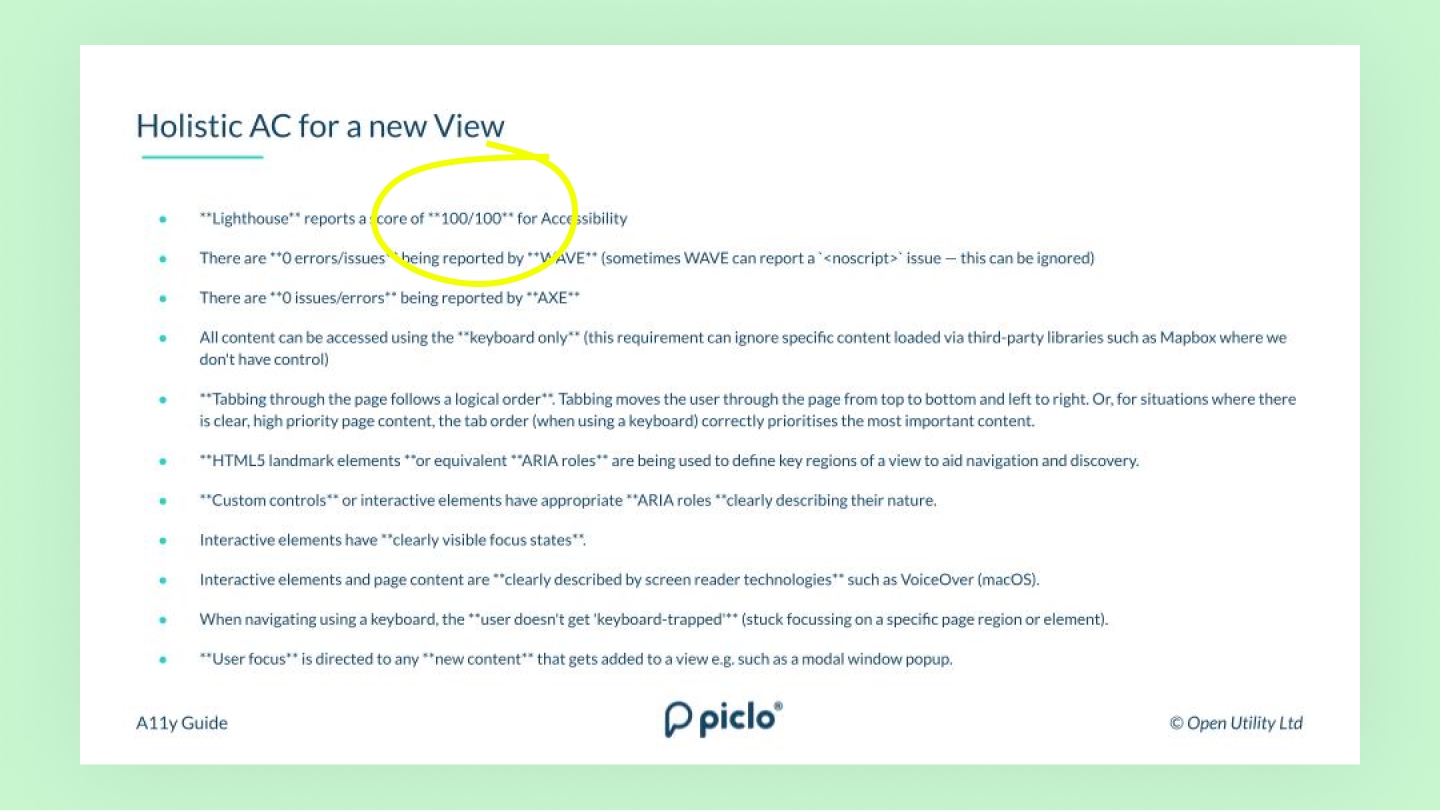 Holistic AC for a new View
**Lighthouse** reports a score of **100/100** for Accessibility
There are **0 errors/issues** being reported by **WAVE** (sometimes WAVE can report a `<noscript>` issue — this can be ignored)
There are **0 issues/errors** being reported by **AXE**
All content can be accessed using the **keyboard only** (this requirement can ignore specific content loaded via third-party libraries such as Mapbox where we
don't have control)
**Tabbing through the page follows a logical order**. Tabbing moves the user through the page from top to bottom and left to right. Or, for situations where there
is clear, high priority page content, the tab order (when using a keyboard) correctly prioritises the most important content.
**HTML5 landmark elements **or equivalent **ARIA roles** are being used to define key regions of a view to aid navigation and discovery.
**Custom controls** or interactive elements have appropriate **ARIA roles **clearly describing their nature.
Interactive elements have **clearly visible focus states**.
Interactive elements and page content are **clearly described by screen reader technologies** such as VoiceOver (macOS).
When navigating using a keyboard, the **user doesn't get 'keyboard-trapped'** (stuck focussing on a specific page region or element).
**User focus** is directed to any **new content** that gets added to a view e.g. such as a modal window popup.
A11y Guide
piclo®
© Open Utility Ltd